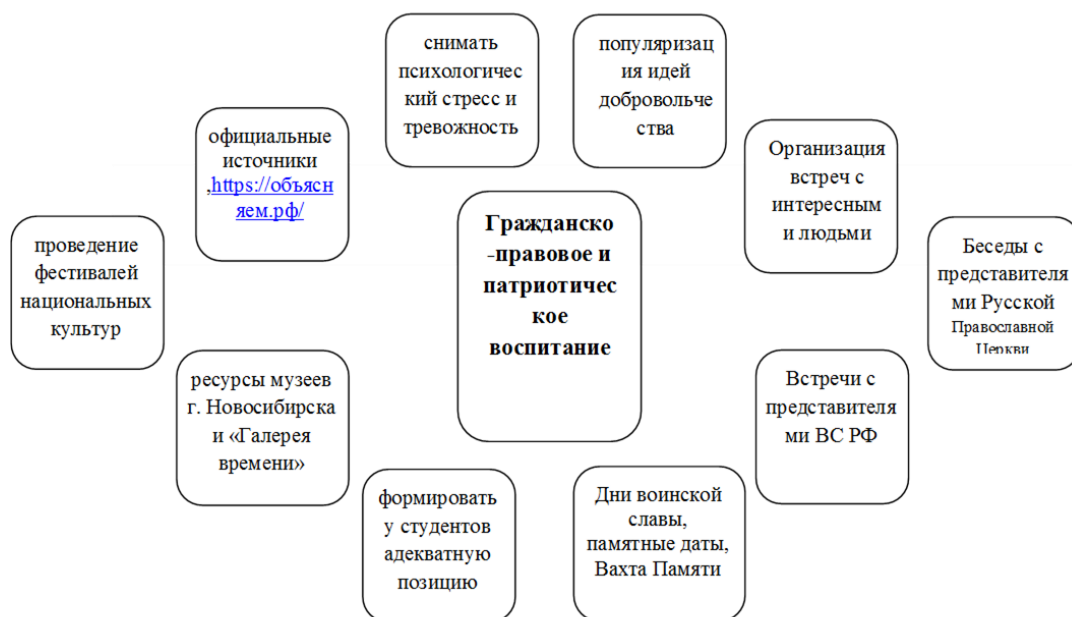 снимать
психологичес
кий стресс и
тревожность
популяризац
ия идей
добровольче
ства
официальные
источники
,https://объясн
яем.рф/
Организация
встреч с
интересным
и людьми
Гражданско
-правовое и
патриотичес
кое
воспитание
проведение
фестивалей
национальных
культур
Беседы с
представителя
ми Русской
Православной
Церкви
ресурсы музеев
г. Новосибирска
и «Галерея
времени»
Встречи с
представителя
ми ВС РФ
формировать
у студентов
адекватную
позицию
Дни воинской
славы,
памятные даты,
Вахта Памяти